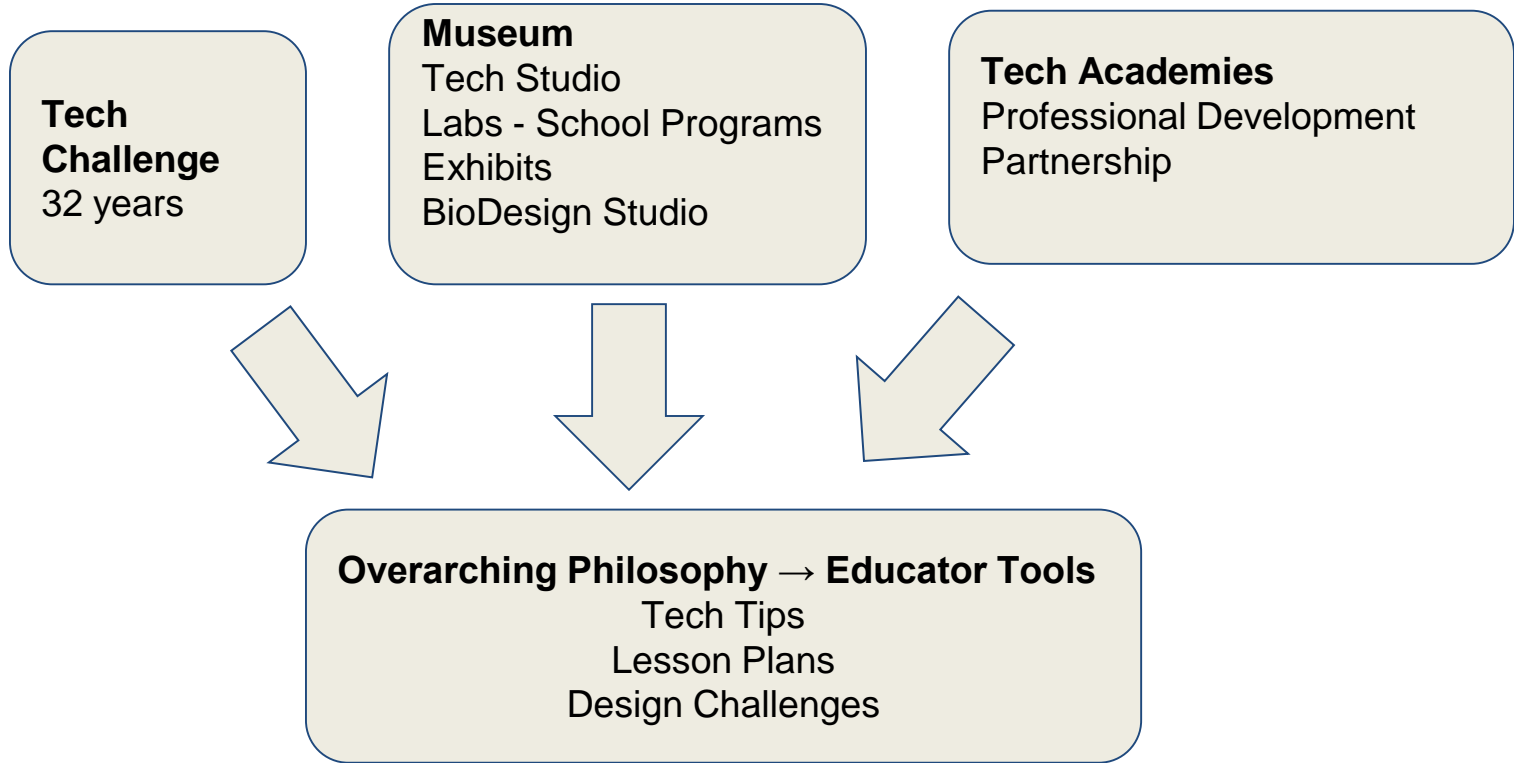 Tech
Challenge
32 years
Museum
Tech Studio
Labs - School Programs
Exhibits
BioDesign Studio
Tech Academies
Professional Development
Partnership
Overarching Philosophy → Educator Tools
Tech Tips
Lesson Plans
Design Challenges